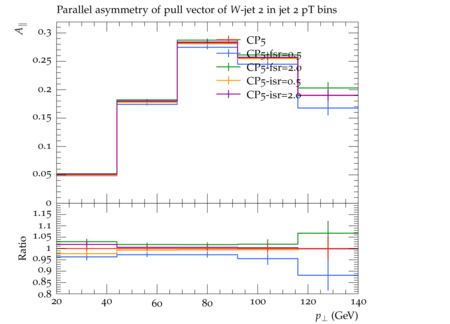 Parallel asymmetry of pull vector of W-jet 2 in jet 2 pT bins
A∥
0.3
0.25
0.2
0.15
0.1
0.05
0
CP5
CP5-fsr=0.5
CP5-fsr=2.0
CP5-isr=0.5
CP5-isr=2.0
Ratio
1.15
1.1
1.05
1
0.95
0.9
0.85
0.8
20 40 60 80 100 120 140
p⊥ (GeV)